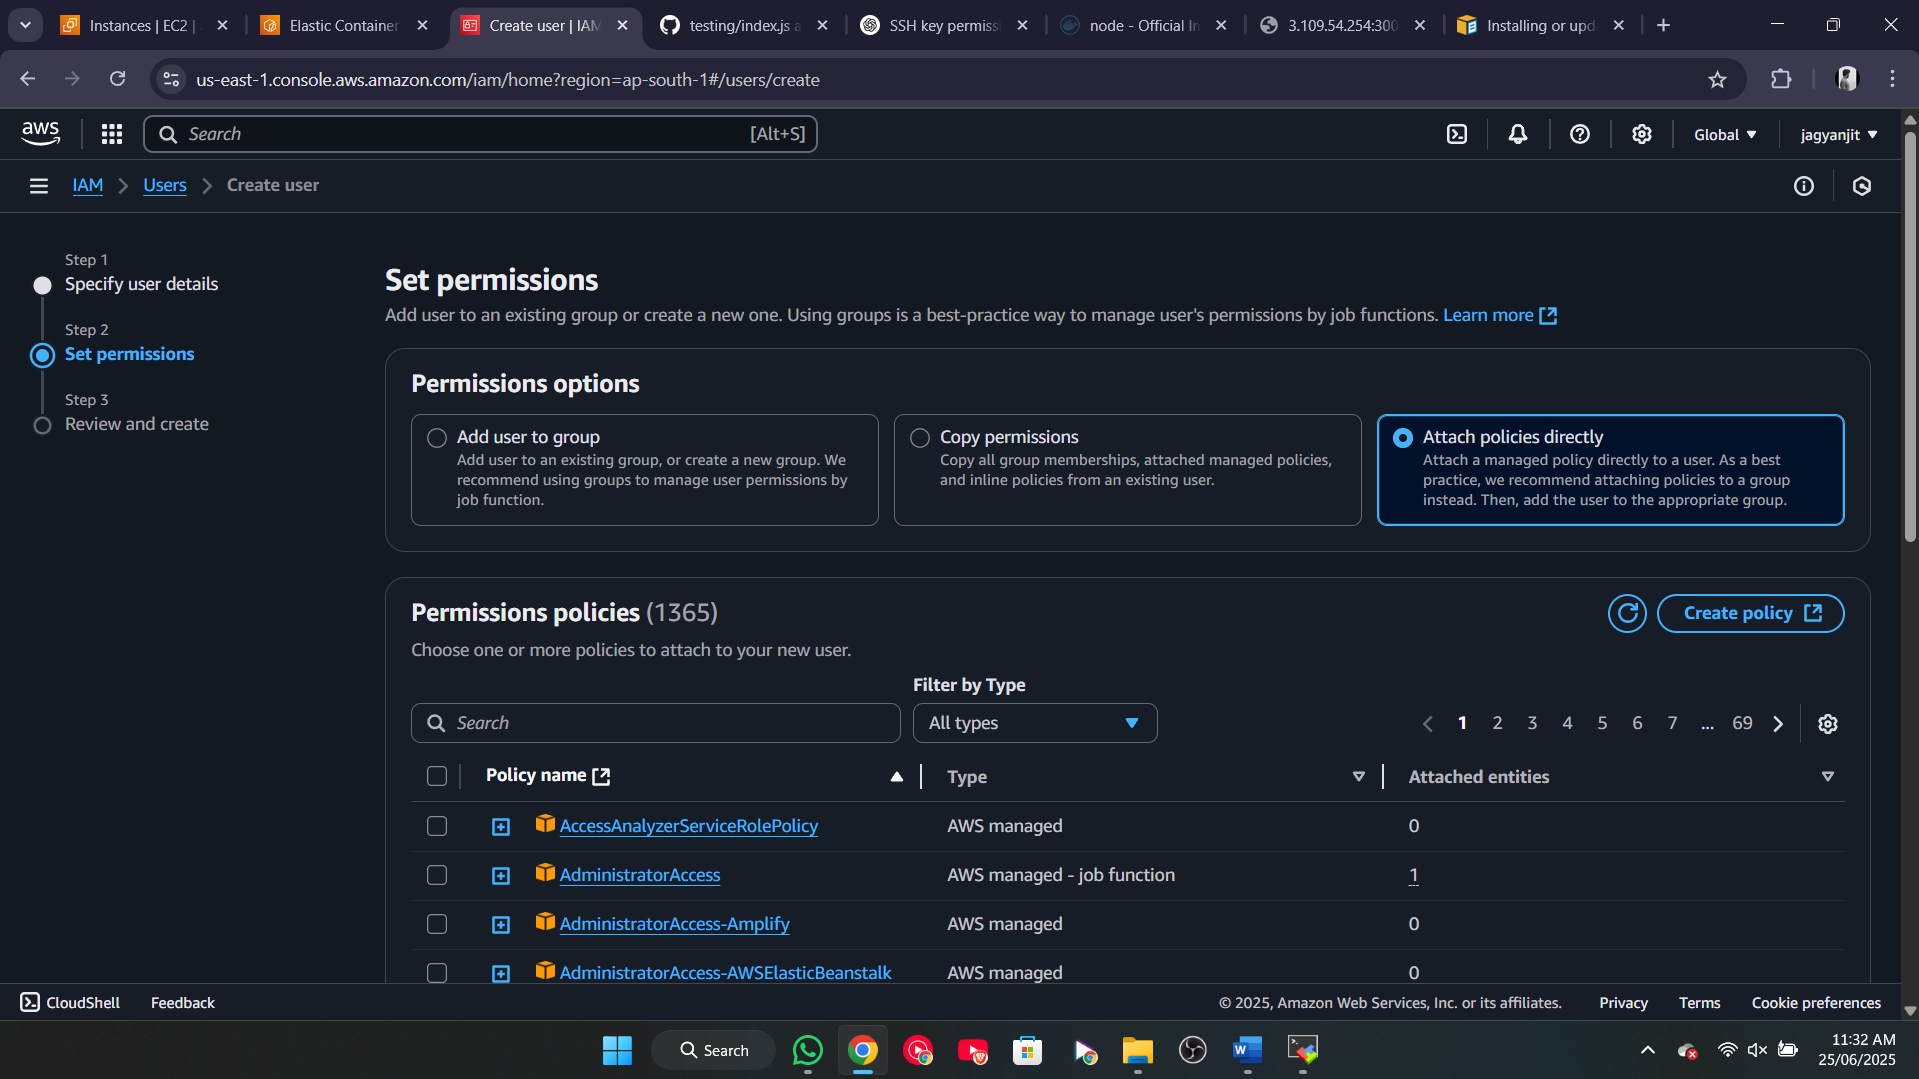 Instances | EC2 |
Elastic Container
Create user | IAM
testing/index.js a
SSH key permiss
node - Official In
3.109.54.254:300
Installing or upd
us-east-1.console.aws.amazon.com/iam/home?region=ap-south-1#/users/create
aws
Search
[Alt+S]
Global
jagyanjit
IAM
Users
Create user
Step 1
Specify user details
Step 2
Set permissions
Step 3
Review and create
Set permissions
Add user to an existing group or create a new one. Using groups is a best-practice way to manage user's permissions by job functions. Learn more
Permissions options
Add user to group
Add user to an existing group, or create a new group. We
recommend using groups to manage user permissions by
job function.
Copy permissions
Copy all group memberships, attached managed policies,
and inline policies from an existing user.
Attach policies directly
Attach a managed policy directly to a user. As a best
practice, we recommend attaching policies to a group
instead. Then, add the user to the appropriate group.
Permissions policies (1365)
Create policy
Choose one or more policies to attach to your new user.
Filter by Type
Search
All types
1 2 3 4 5 6 7 ... 69
Policy name
Type
Attached entities
AccessAnalyzerServiceRolePolicy
AWS managed
0
AdministratorAccess
AWS managed - job function
1
AdministratorAccess-Amplify
AWS managed
0
AdministratorAccess-AWSElasticBeanstalk
AWS managed
0
CloudShell
Feedback
© 2025, Amazon Web Services, Inc. or its affiliates.
Privacy
Terms
Cookie preferences
Search
11:32 AM
25/06/2025